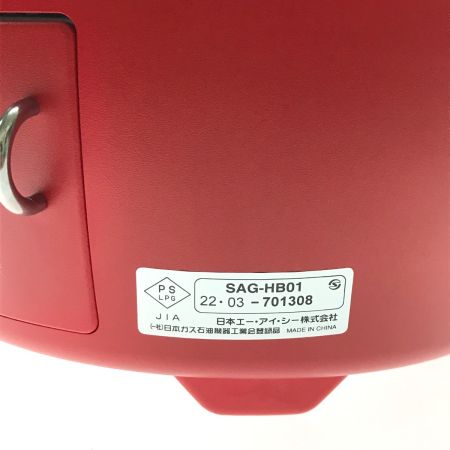 PS
LPG
JIA
SAG-HB01
22・03-701308
日本エー・アイ・シー株式会社
(一社)日本ガス石油機器工業会登録品 MADE IN CHINA